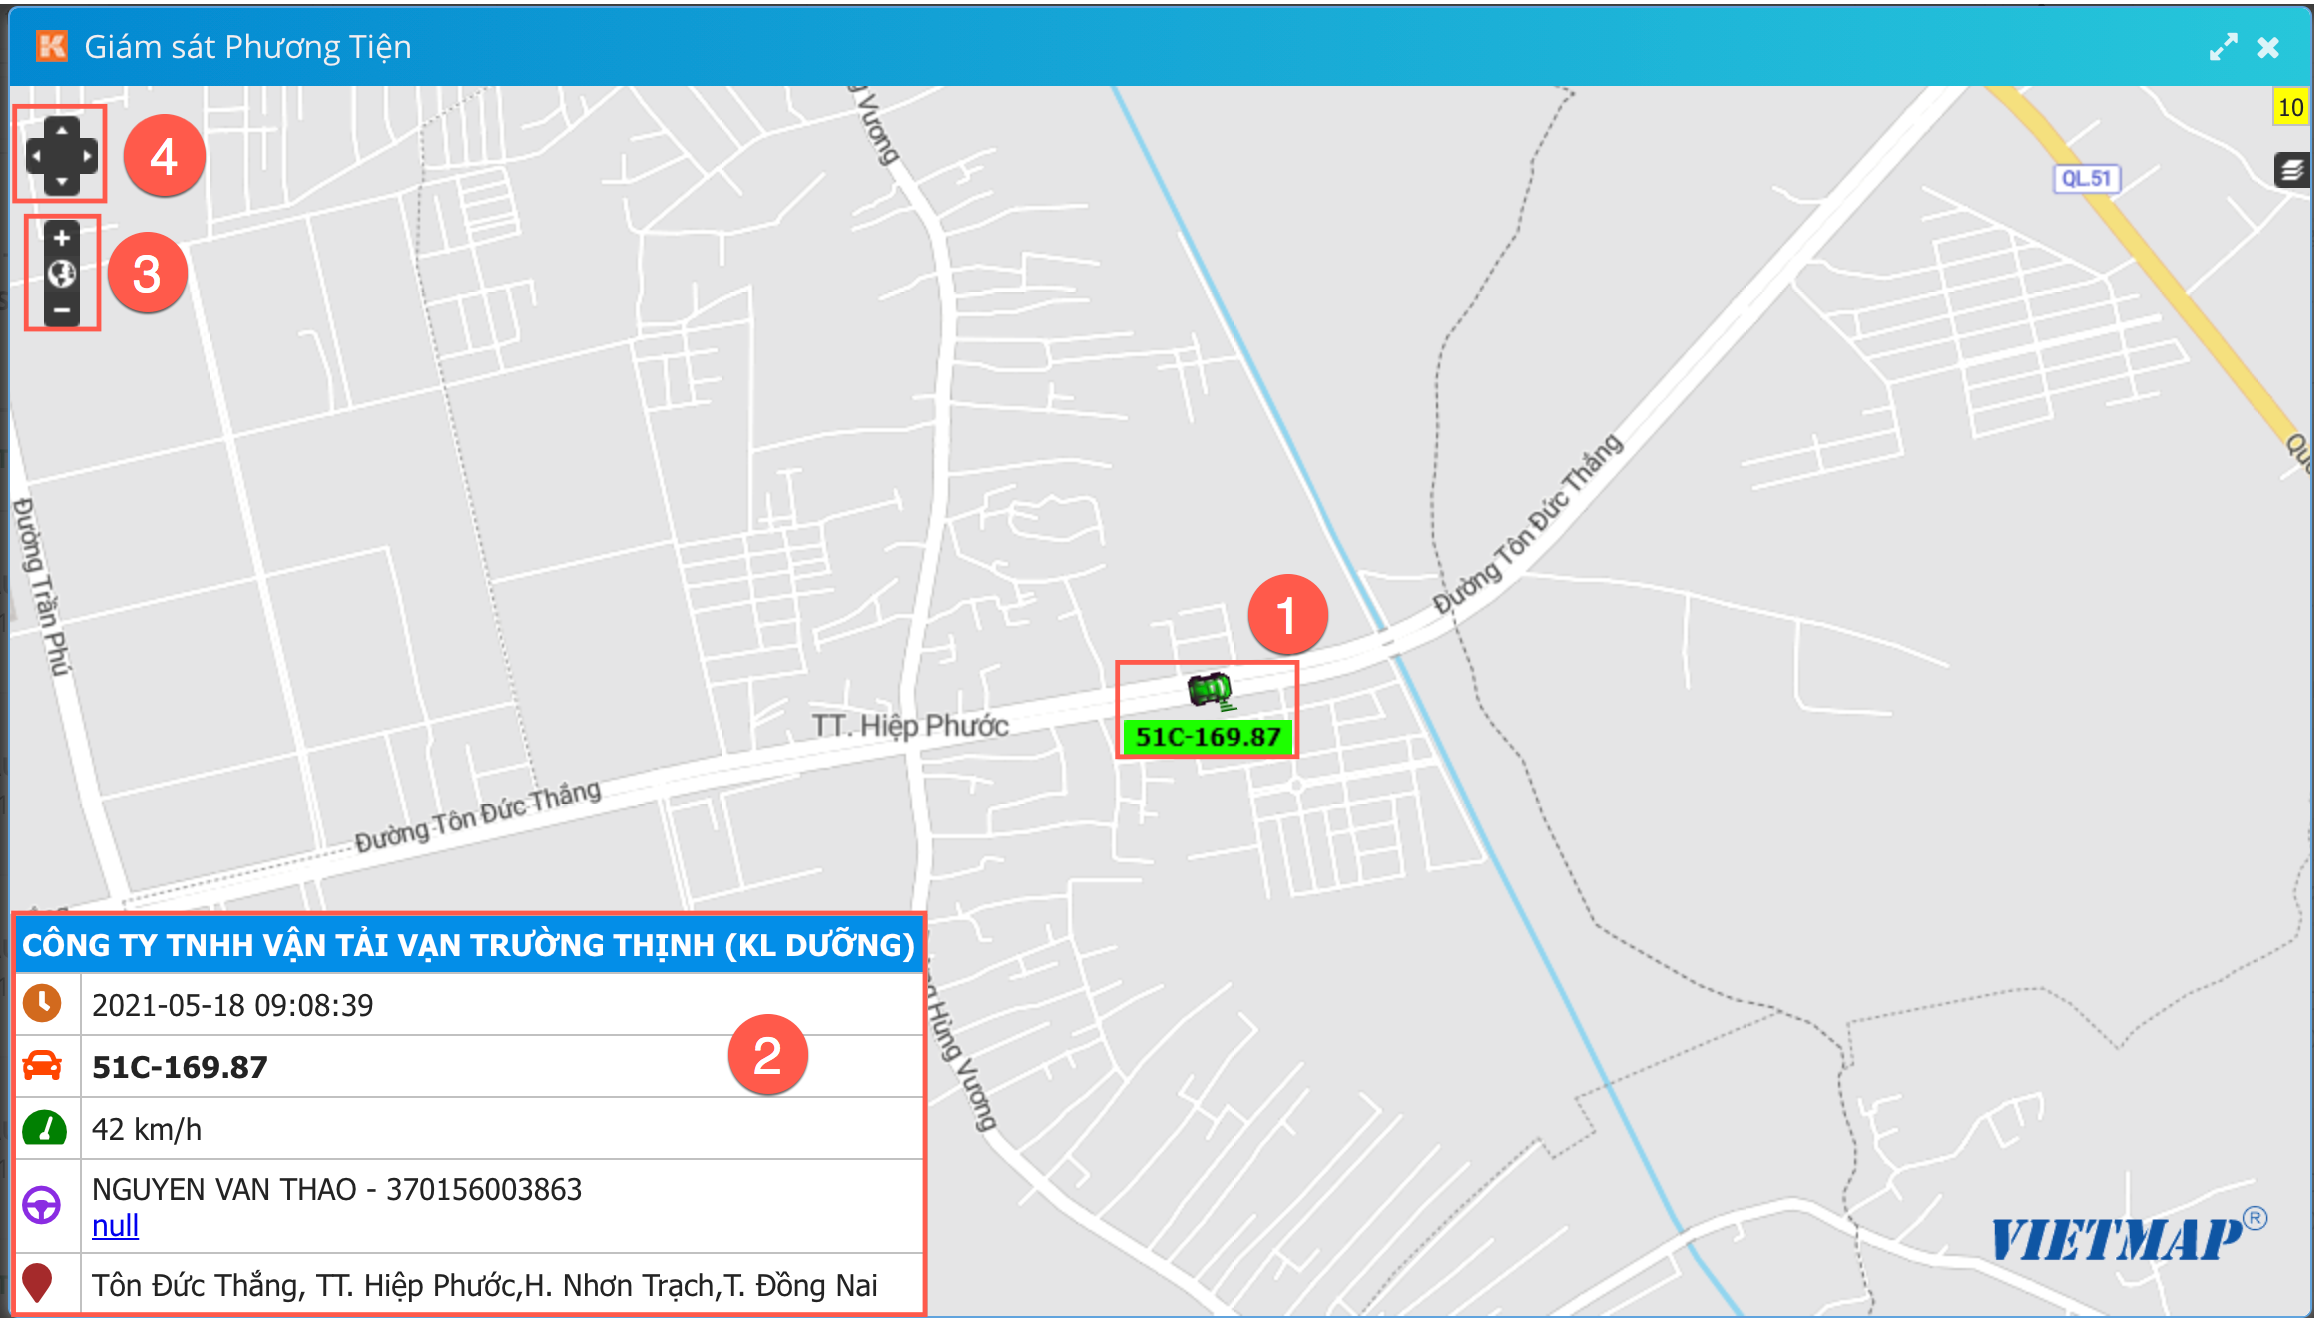 Giám sát Phương Tiện
10
4
3
Vương
QL.51
Đường Trần Phú
Đường Tôn Đức Thắng
1
51C-169.87
TT. Hiệp Phước
Đường Tôn Đức Thắng
CÔNG TY TNHH VẬN TẢI VẠN TRƯỜNG THỊNH (KL DƯỠNG)
2021-05-18 09:08:39
2
51C-169.87
42 km/h
NGUYEN VAN THAO - 370156003863
null
Tôn Đức Thắng, TT. Hiệp Phước,H. Nhơn Trạch,T. Đồng Nai
Hùng Vương
VIETMAP®